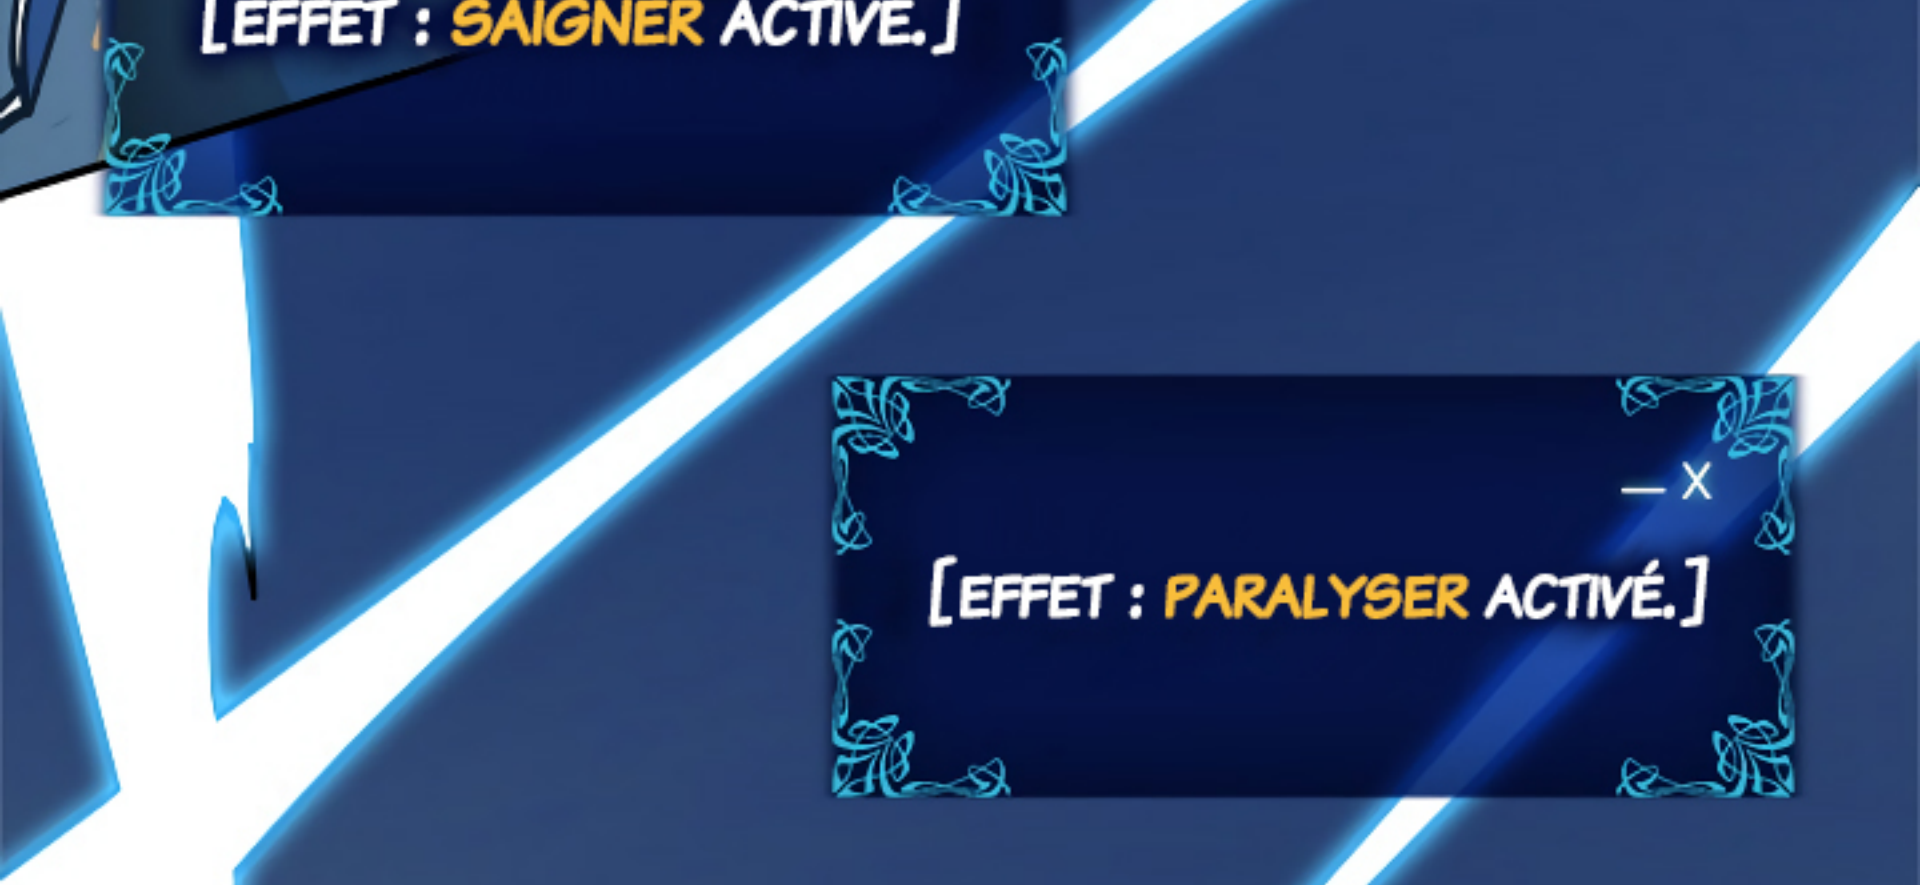 [EFFET : SAIGNER ACTIVÉ.]
— X
[EFFET : PARALYSER ACTIVÉ.]